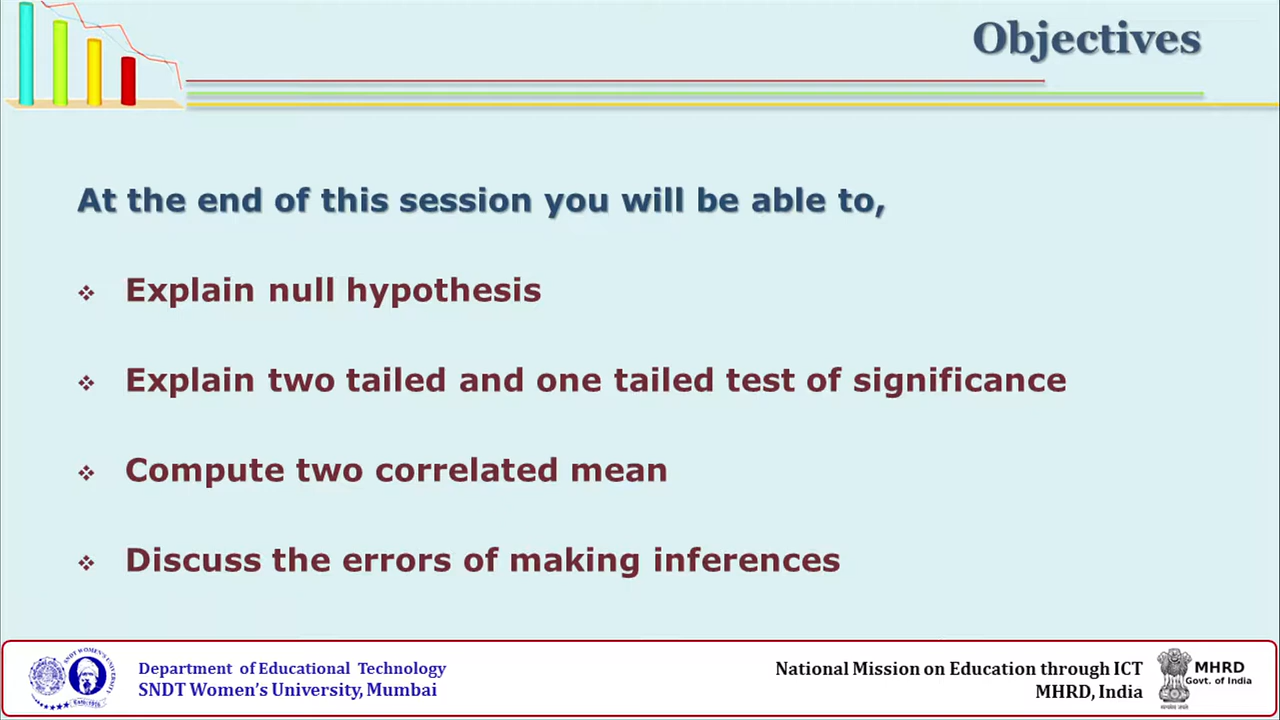 Objectives
At the end of this session you will be able to,
❖ Explain null hypothesis
❖ Explain two tailed and one tailed test of significance
❖ Compute two correlated mean
❖ Discuss the errors of making inferences
Department of Educational Technology
SNDT Women's University, Mumbai
National Mission on Education through ICT
MHRD, India
MHRD
Govt. of India